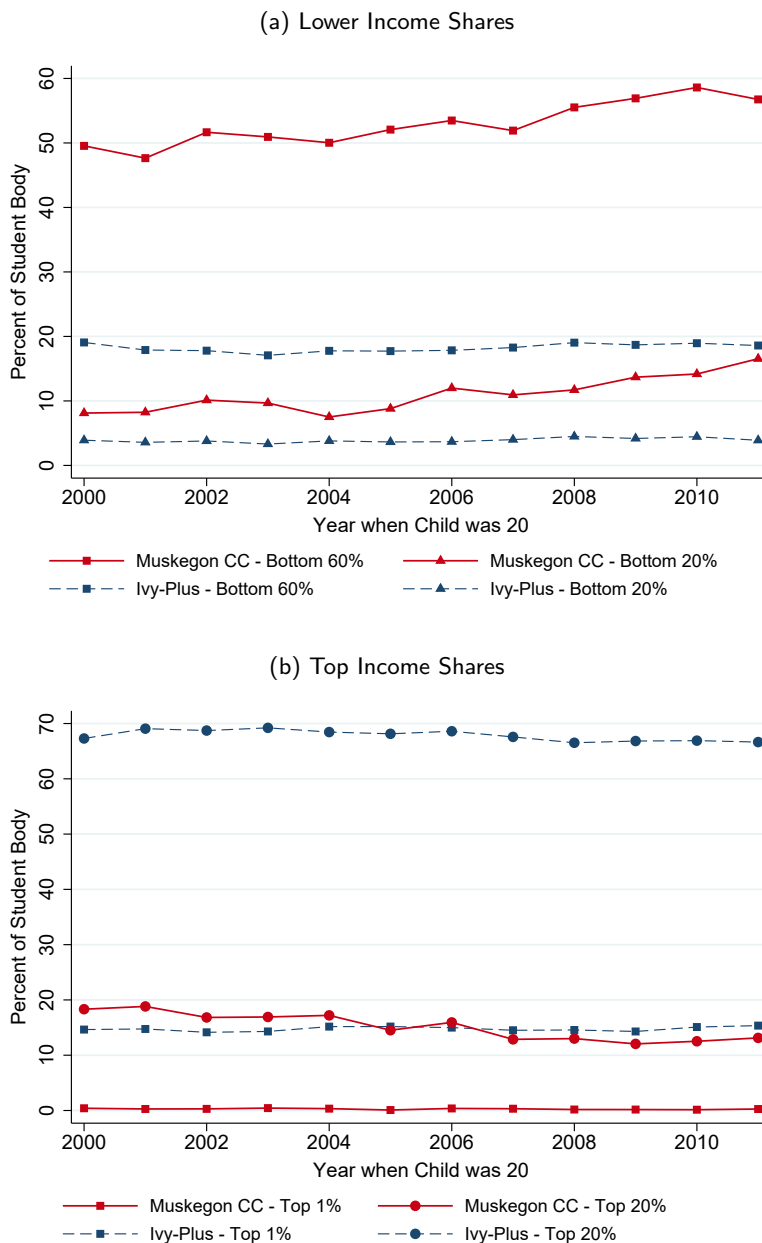 (a) Lower Income Shares
Percent of Student Body
60
50
40
30
20
10
0
2000 2002 2004 2006 2008 2010
Year when Child was 20
Muskegon CC - Bottom 60% Muskegon CC - Bottom 20%
Ivy-Plus - Bottom 60% Ivy-Plus - Bottom 20%
(b) Top Income Shares
Percent of Student Body
70
60
50
40
30
20
10
0
2000 2002 2004 2006 2008 2010
Year when Child was 20
Muskegon CC - Top 1% Muskegon CC - Top 20%
Ivy-Plus - Top 1% Ivy-Plus - Top 20%